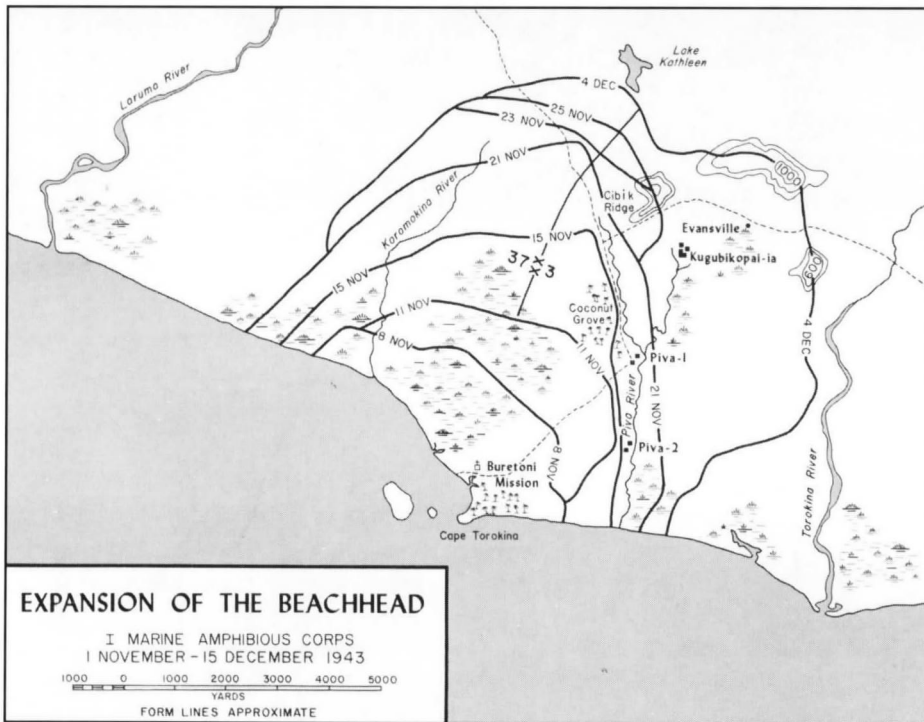 Lake
Kathleen
Laruma River
4 DEC
25 NOV
23 NOV
21 NOV
1000
Karamokina River
Cibik
Ridge
Evansville
Kugubikopai-ia
15 NOV
15 NOV
37 3
900
Coconut
Grove
11 NOV
8 NOV
11 NOV
4 DEC
Piva-1
21 NOV
Piva River
Piva-2
8 NOV
Buretoni
Mission
Torokina River
Cape Torokina
EXPANSION OF THE BEACHHEAD
I MARINE AMPHIBIOUS CORPS
1 NOVEMBER – 15 DECEMBER 1943
1000 0 1000 2000 3000 4000 5000
YARDS
FORM LINES APPROXIMATE